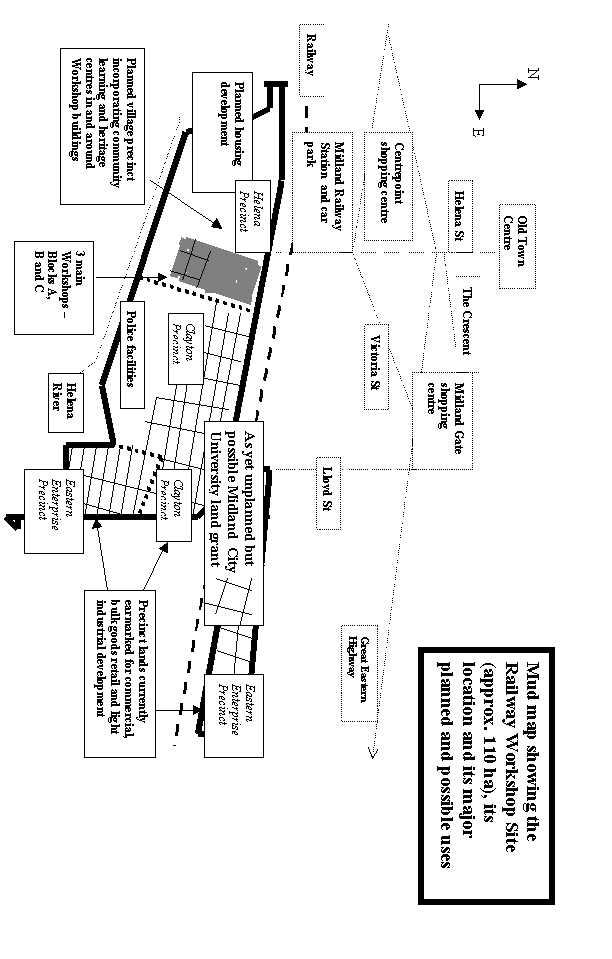 Mud map showing the
Railway Workshop Site
(approx. 110 ha), its
location and its major
planned and possible uses
N
E
Old Town
Centre
Helena St
The Crescent
Midland Gate
shopping
centre
Centrepoint
shopping centre
Victoria St
Lloyd St
Great Eastern
Highway
Railway
Midland Railway
Station and car
park
Planned housing
development
Helena
Precinct
As yet unplanned but
possible Midland City
University land grant
Eastern
Enterprise
Precinct
Planned village precinct
incorporating community
learning and heritage
centres in and around
Workshop buildings
Clayton
Precinct
Clayton
Precinct
Police facilities
3 main
Workshops –
Blocks A,
B and C
Helena
River
Eastern
Enterprise
Precinct
Precinct lands currently
earmarked for commercial,
bulk goods retail and light
industrial development